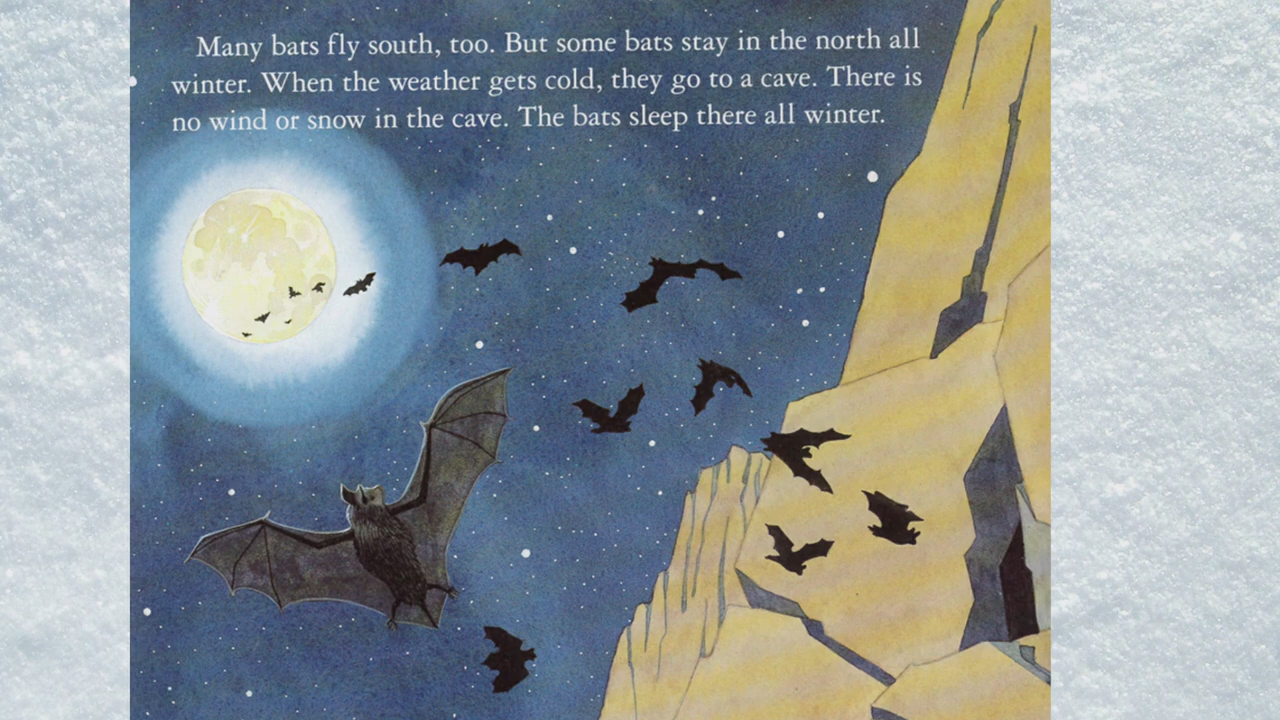 Many bats fly south, too. But some bats stay in the north all
winter. When the weather gets cold, they go to a cave. There is
no wind or snow in the cave. The bats sleep there all winter.